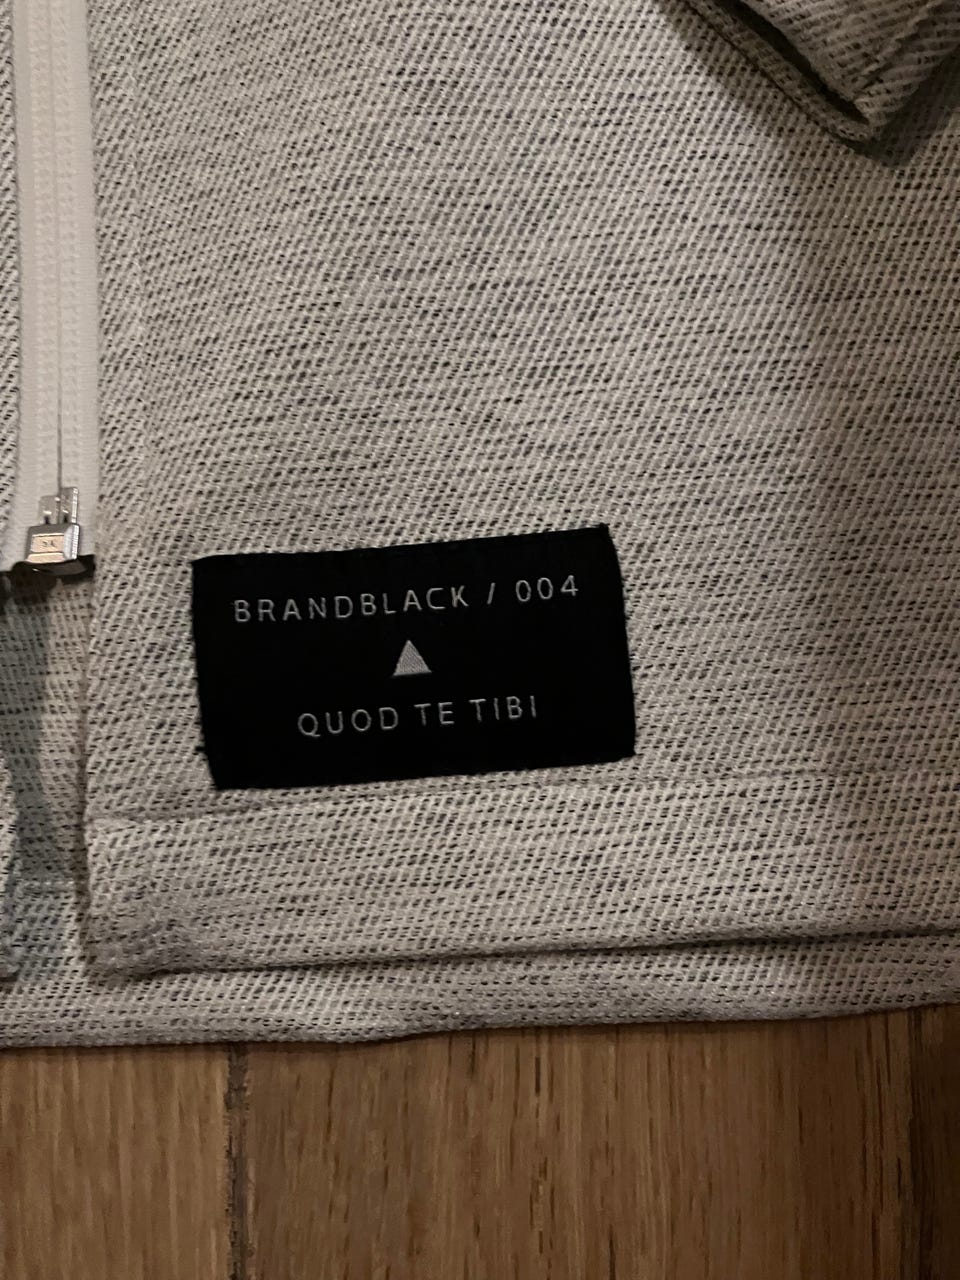 BRANDBLACK / 004
QUOD TE TIBI